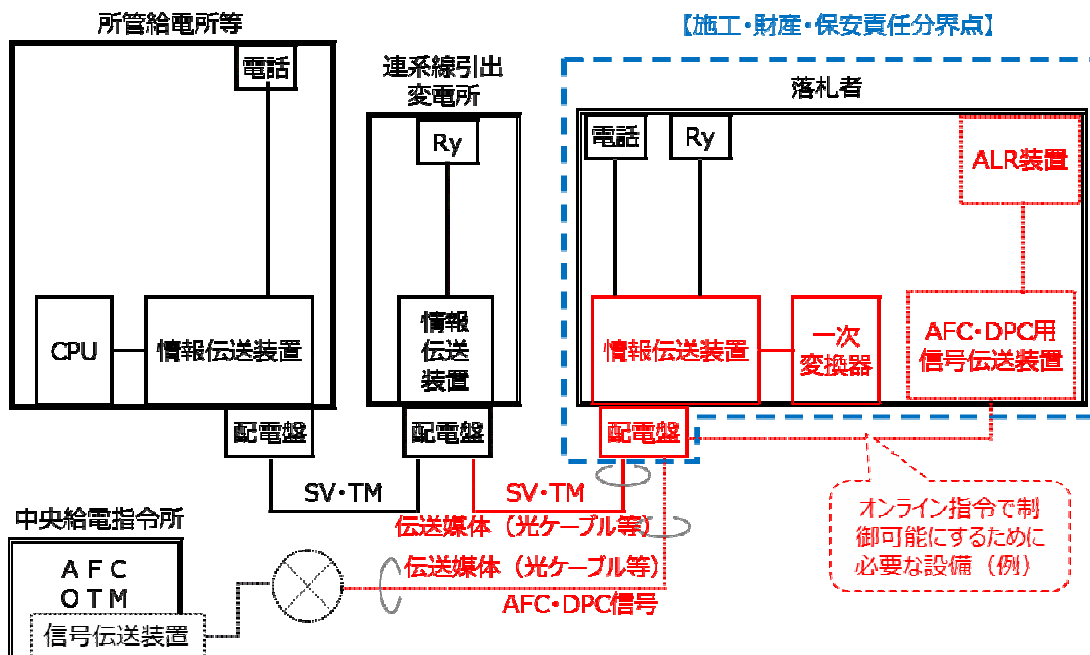 所管給電所等
【施工・財産・保安責任分界点】
電話
連系線引出
変電所
落札者
Ry
電話
Ry
ALR装置
CPU
情報伝送装置
情報
伝送
装置
情報伝送装置
一次
変換器
AFC・DPC用
信号伝送装置
配電盤
配電盤
配電盤
SV・TM
SV・TM
伝送媒体（光ケーブル等）
オンライン指令で制
御可能にするために
必要な設備（例）
中央給電指令所
AFC
OTM
信号伝送装置
伝送媒体（光ケーブル等）
AFC・DPC信号